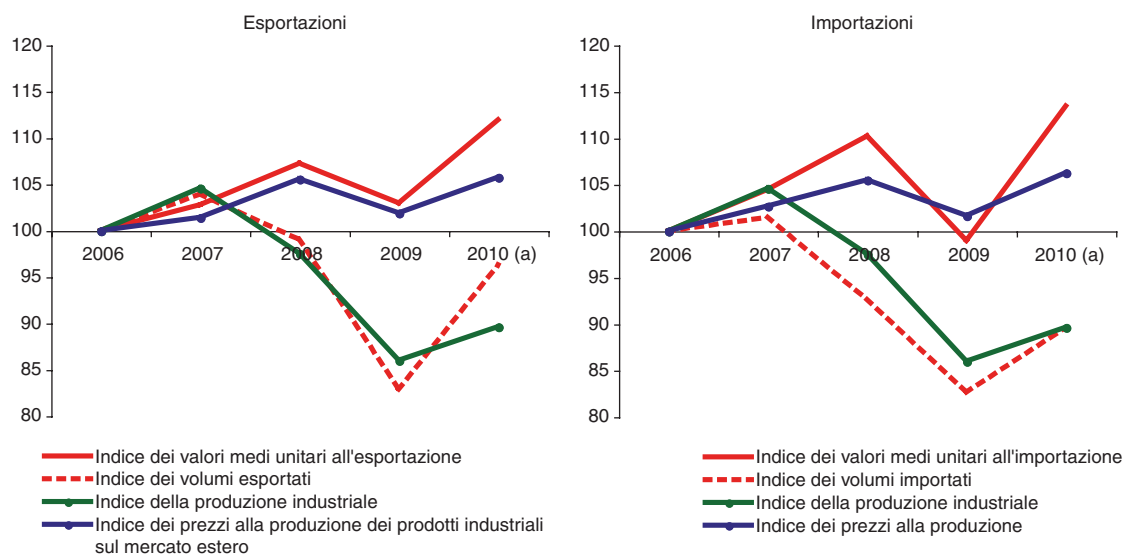 Esportazioni
120
115
110
105
100
95
90
85
80
2006 2007 2008 2009 2010 (a)
Indice dei valori medi unitari all'esportazione
Indice dei volumi esportati
Indice della produzione industriale
Indice dei prezzi alla produzione dei prodotti industriali
sul mercato estero
Importazioni
120
115
110
105
100
95
90
85
80
2006 2007 2008 2009 2010 (a)
Indice dei valori medi unitari all'importazione
Indice dei volumi importati
Indice della produzione industriale
Indice dei prezzi alla produzione